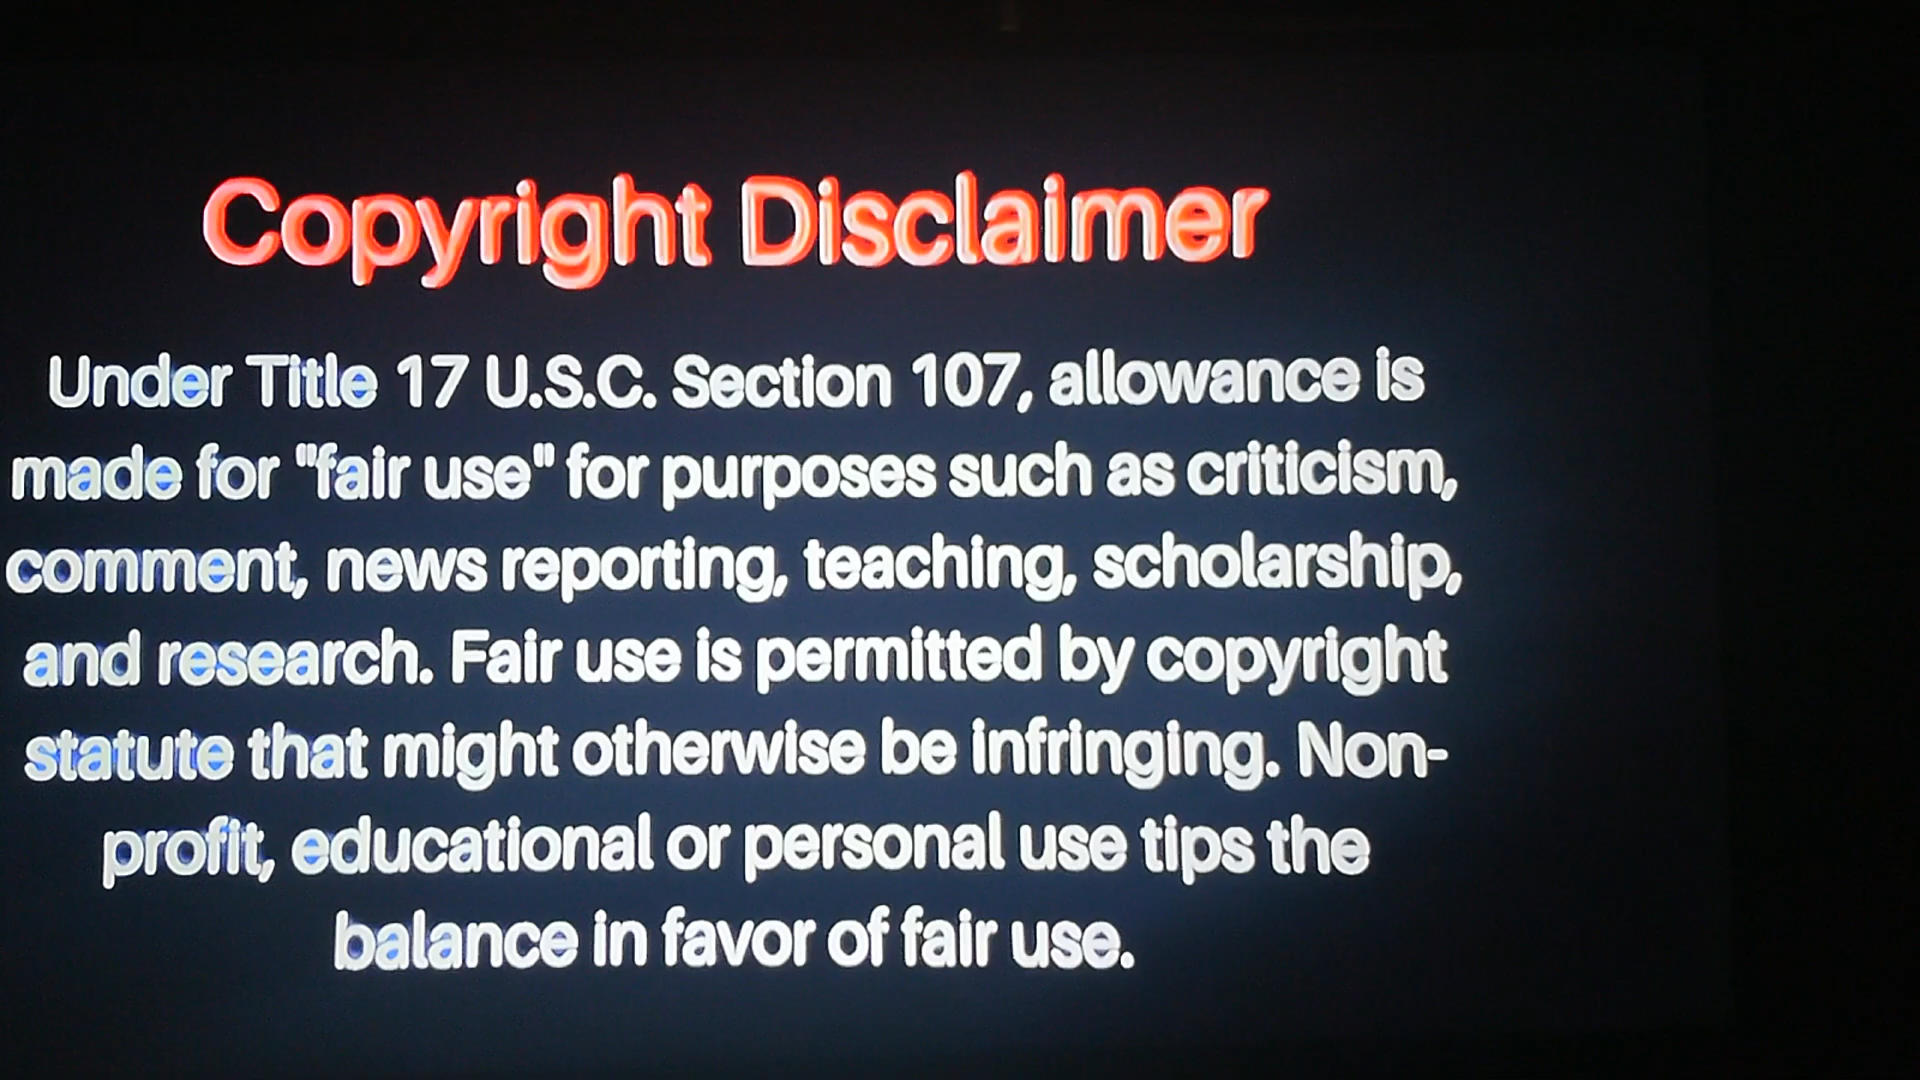 Copyright Disclaimer
Under Title 17 U.S.C. Section 107, allowance is
made for "fair use" for purposes such as criticism,
comment, news reporting, teaching, scholarship,
and research. Fair use is permitted by copyright
statute that might otherwise be infringing. Non-
profit, educational or personal use tips the
balance in favor of fair use.